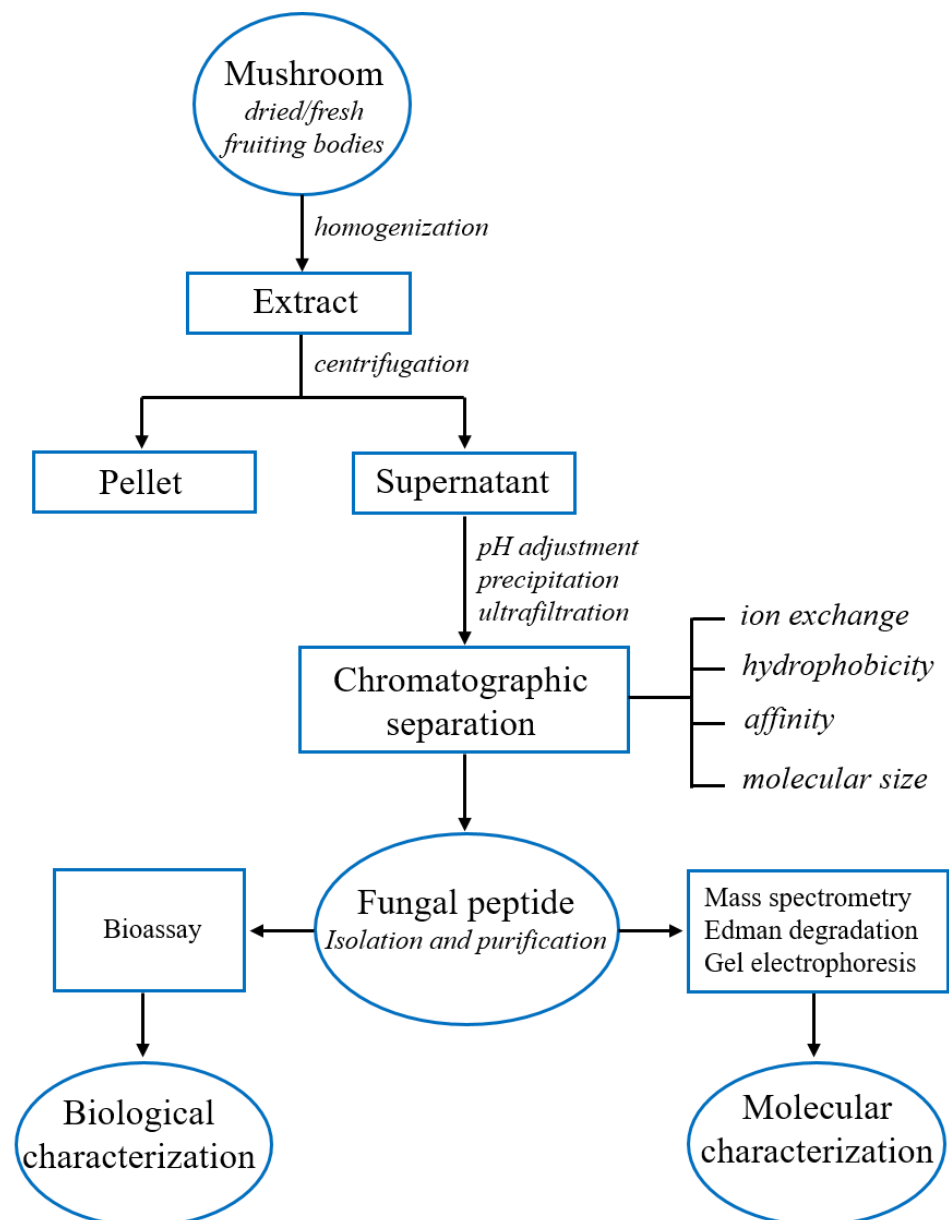 Mushroom
dried/fresh
fruiting bodies
homogenization
Extract
centrifugation
Pellet
Supernatant
pH adjustment
precipitation
ultrafiltration
Chromatographic
separation
ion exchange
hydrophobicity
affinity
molecular size
Fungal peptide
Isolation and purification
Bioassay
Mass spectrometry
Edman degradation
Gel electrophoresis
Biological
characterization
Molecular
characterization